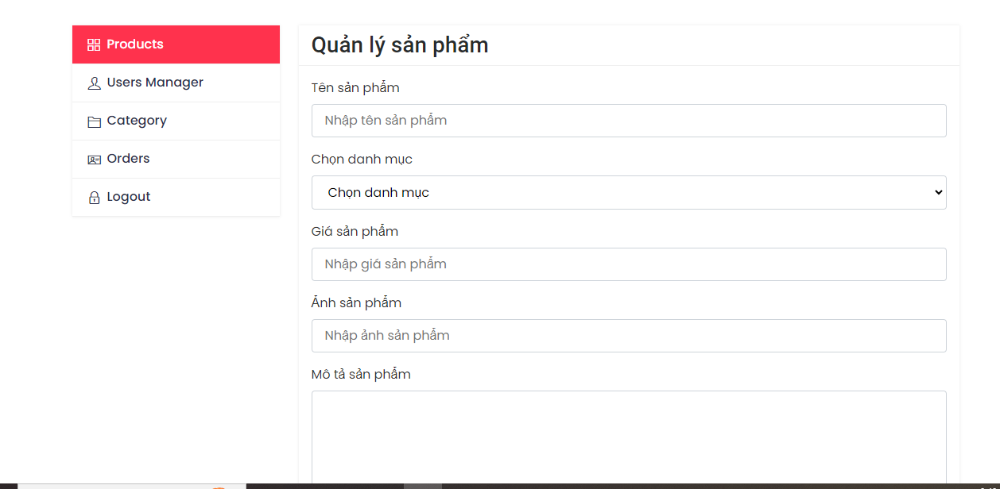 Products
Users Manager
Category
Orders
Logout
Quản lý sản phẩm
Tên sản phẩm
Nhập tên sản phẩm
Chọn danh mục
Chọn danh mục
Giá sản phẩm
Nhập giá sản phẩm
Ảnh sản phẩm
Nhập ảnh sản phẩm
Mô tả sản phẩm